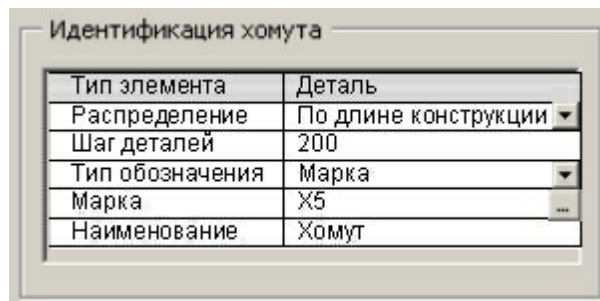 Идентификация хомута
Тип элемента Деталь
Распределение По длине конструкции
Шаг деталей 200
Тип обозначения Марка
Марка Х5 ...
Наименование Хомут